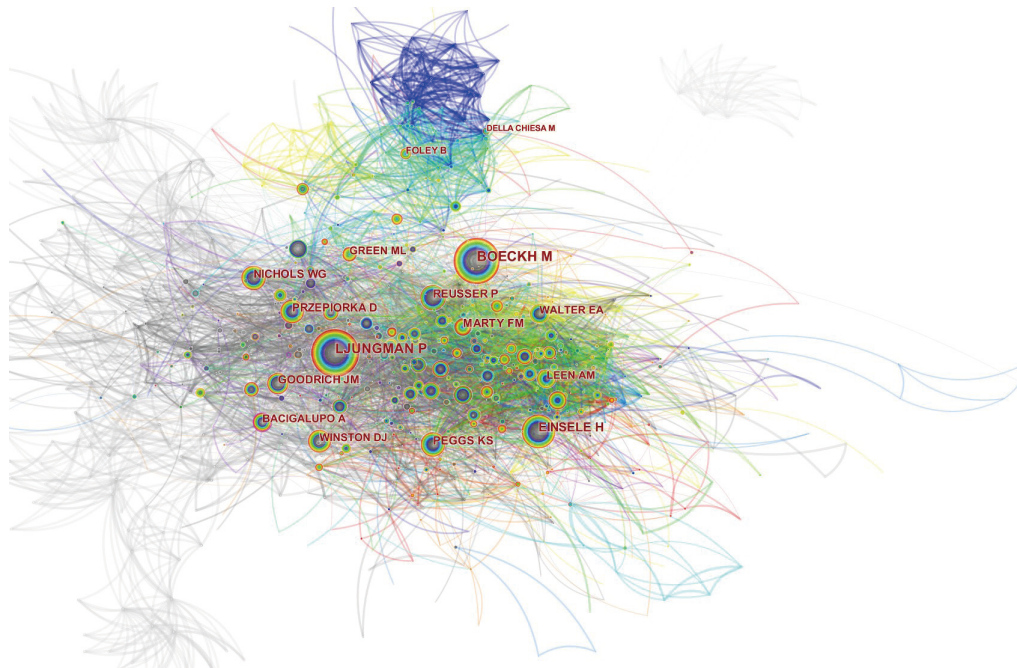 DELLA CHIESA M
FOLEY B
GREEN ML
BOECKH M
NICHOLS WG
REUSSER P
PRZEPIORKA D
WALTER EA
MARTY FM
LJUNGMAN P
GOODRICH JM
LEEN AM
BACIGALUPO A
EINSELE H
WINSTON DJ
PEGGS KS